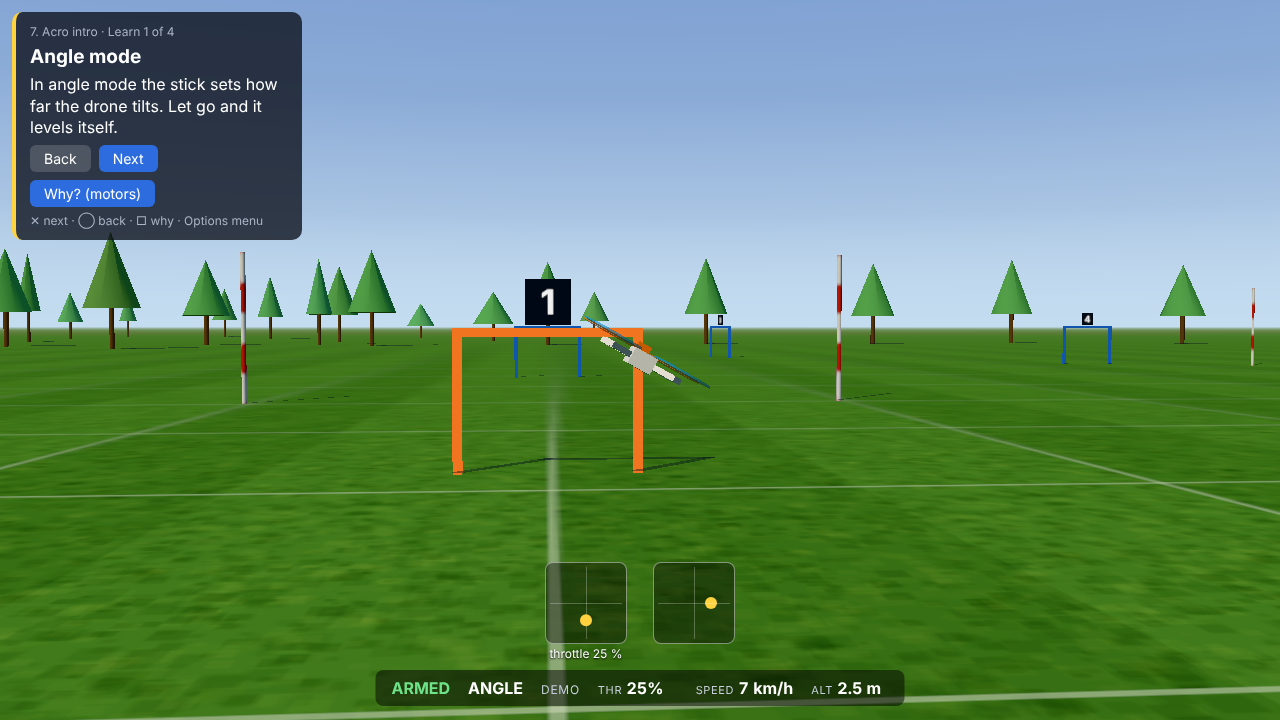 7. Acro intro · Learn 1 of 4
Angle mode
In angle mode the stick sets how
far the drone tilts. Let go and it
levels itself.
Back Next
Why? (motors)
✕ next · ◯ back · □ why · Options menu
1
4
throttle 25 %
ARMED ANGLE DEMO THR 25% SPEED 7 km/h ALT 2.5 m